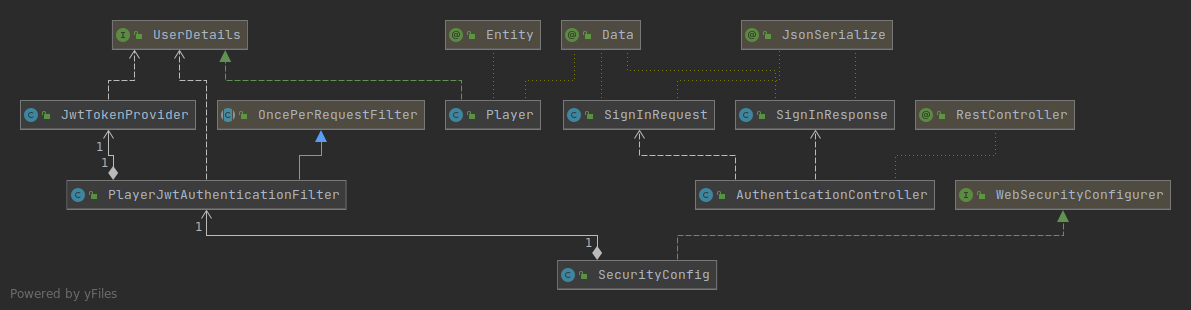 UserDetails
Entity
Data
JsonSerialize
JwtTokenProvider
OncePerRequestFilter
Player
SignInRequest
SignInResponse
RestController
1
1
PlayerJwtAuthenticationFilter
AuthenticationController
WebSecurityConfigurer
1
1
SecurityConfig
Powered by yFiles